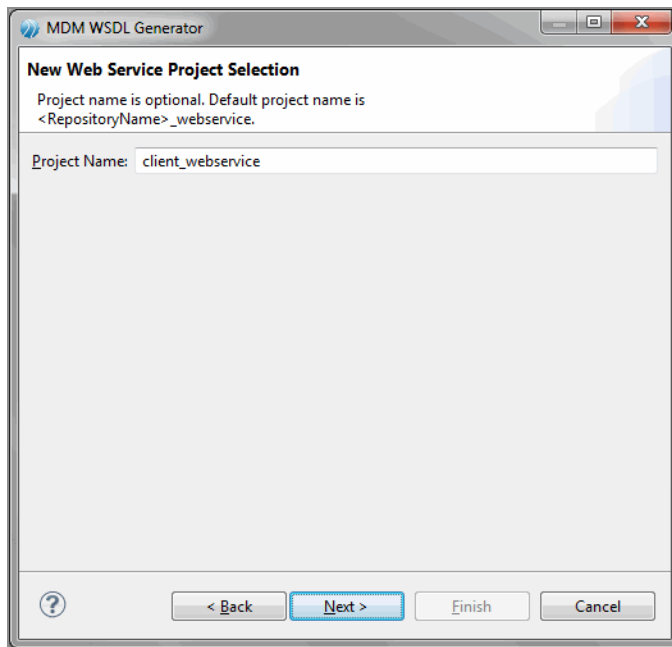 MDM WSDL Generator
New Web Service Project Selection
Project name is optional. Default project name is
<RepositoryName>_webservice.
Project Name: client_webservice
?
< Back Next > Finish Cancel